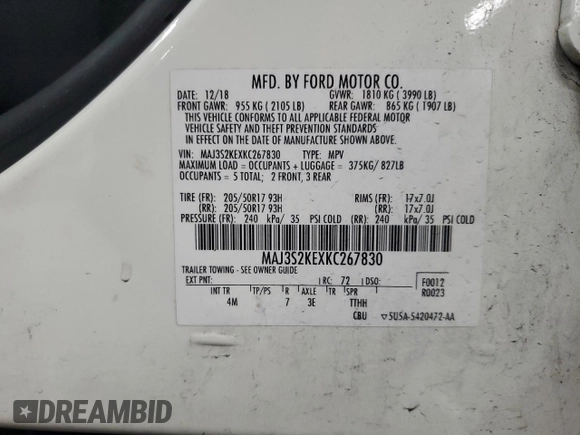 MFD. BY FORD MOTOR CO.
DATE: 12/18 GVWR: 1810 KG ( 3990 LB)
FRONT GAWR: 955 KG ( 2105 LB) REAR GAWR: 865 KG ( 1907 LB)
THIS VEHICLE CONFORMS TO ALL APPLICABLE FEDERAL MOTOR
VEHICLE SAFETY AND THEFT PREVENTION STANDARDS
IN EFFECT ON THE DATE OF MANUFACTURE SHOWN ABOVE.
VIN: MAJ3S2KEXKC267830 TYPE: MPV
MAXIMUM LOAD = OCCUPANTS + LUGGAGE = 375KG/ 827LB
OCCUPANTS = 5 TOTAL; 2 FRONT, 3 REAR
TIRE (FR): 205/50R17 93H RIMS (FR): 17x7.0J
(RR): 205/50R17 93H (RR): 17x7.0J
PRESSURE (FR): 240 kPa/ 35 PSI COLD (RR): 240 kPa/ 35 PSI COLD
MAJ3S2KEXKC267830
TRAILER TOWING - SEE OWNER GUIDE
EXT PNT: RC: 72 DSO: F0012
INT TR TP/PS R AXLE TR SPR R0023
4M 7 3E TTHH
CBU ▽5U5A-5420472-AA
DREAMBID